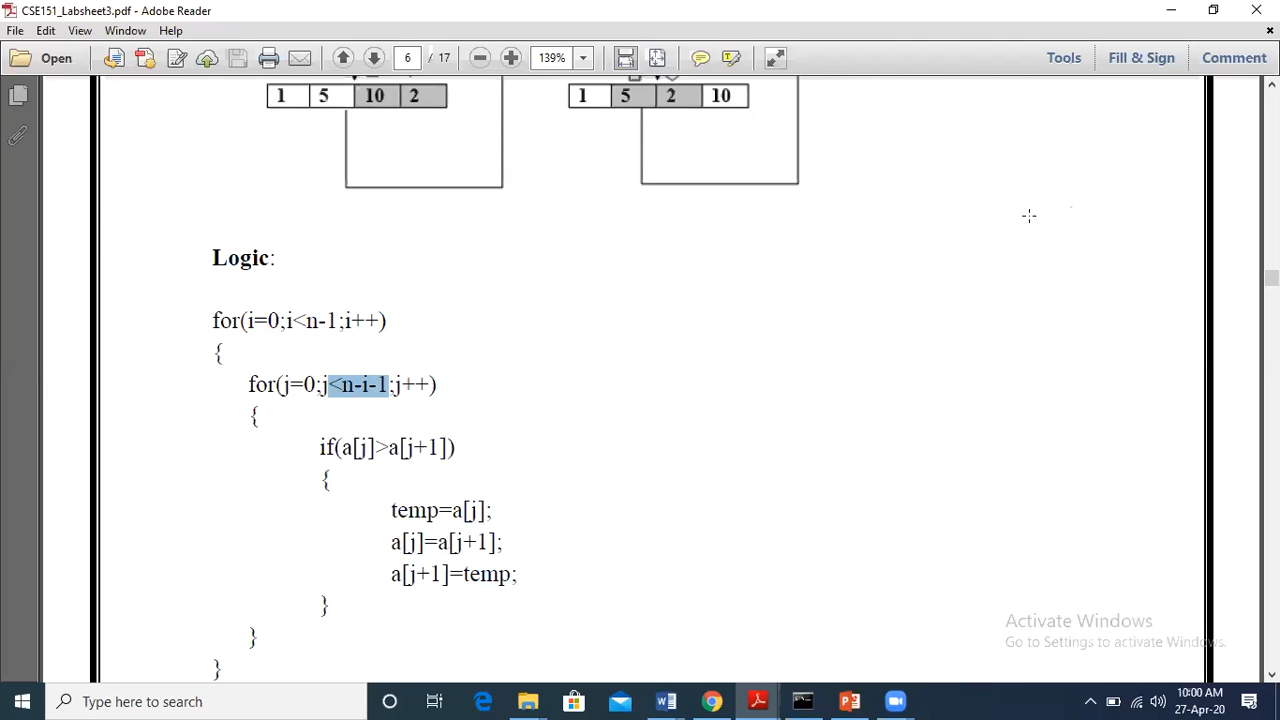 CSE151_Labsheet3.pdf - Adobe Reader
File Edit View Window Help
Open 6 / 17 139% Tools Fill & Sign Comment
1 5 10 2 1 5 2 10
Logic:
for(i=0;i<n-1;i++)
{
for(j=0;j<n-i-1;j++)
{
if(a[j]>a[j+1])
{
temp=a[j];
a[j]=a[j+1];
a[j+1]=temp;
}
}
}
Activate Windows
Go to Settings to activate Windows.
Type here to search
10:00 AM
27-Apr-20